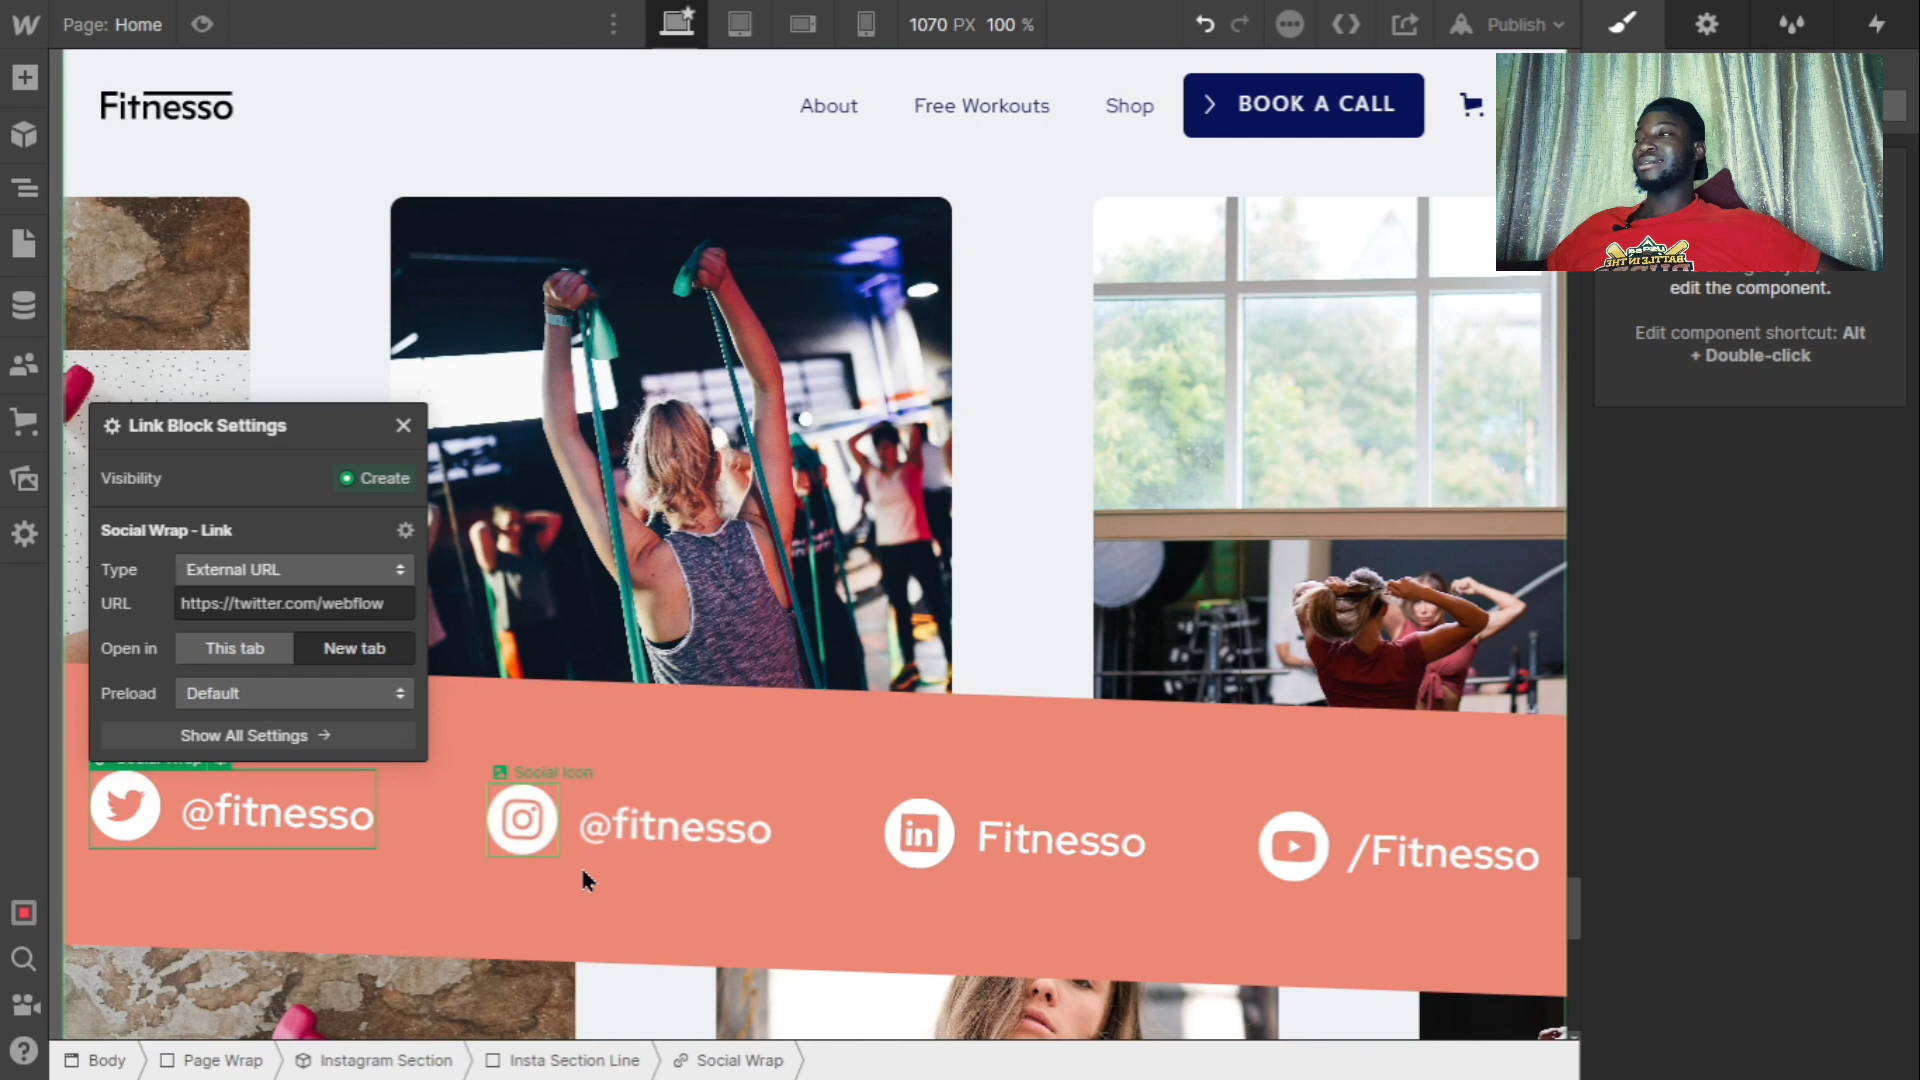 Page: Home
1070 PX 100 %
Publish
Fitnesso
About
Free Workouts
Shop
BOOK A CALL
edit the component.
Edit component shortcut: Alt
+ Double-click
Link Block Settings
Visibility
Create
Social Wrap - Link
Type
External URL
URL
https://twitter.com/webflow
Open in
This tab
New tab
Preload
Default
Show All Settings
Social Icon
@fitnesso
@fitnesso
in
Fitnesso
/Fitnesso
Body
Page Wrap
Instagram Section
Insta Section Line
Social Wrap